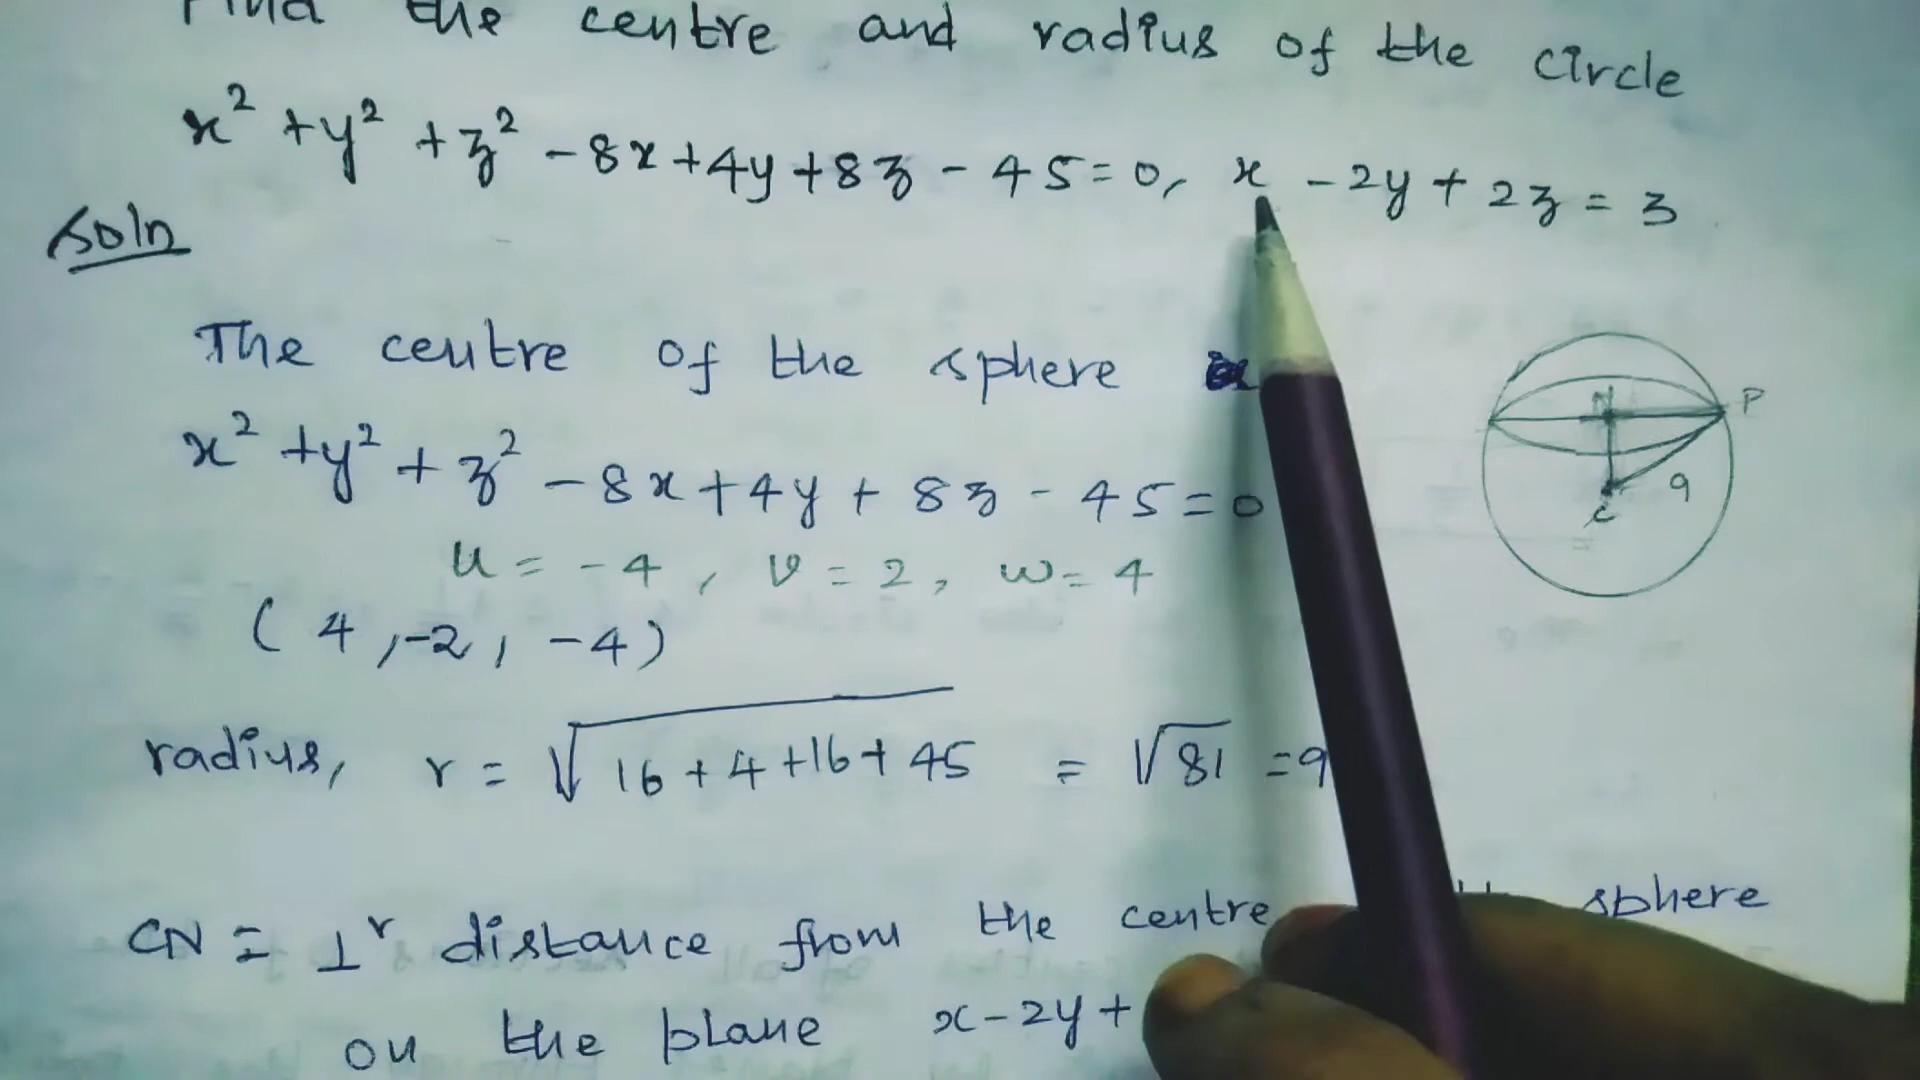 Find the centre and radius of the circle
x² + y² + z² - 8x + 4y + 8z - 45 = 0, x - 2y + 2z = 3
Soln
The centre of the sphere
x² + y² + z² - 8x + 4y + 8z - 45 = 0
u = -4, v = 2, w = 4
(4, -2, -4)
radius, r = √16 + 4 + 16 + 45 = √81 = 9
CN = ⊥ʳ distance from the centre sphere
on the plane x - 2y +
N
P
9
C